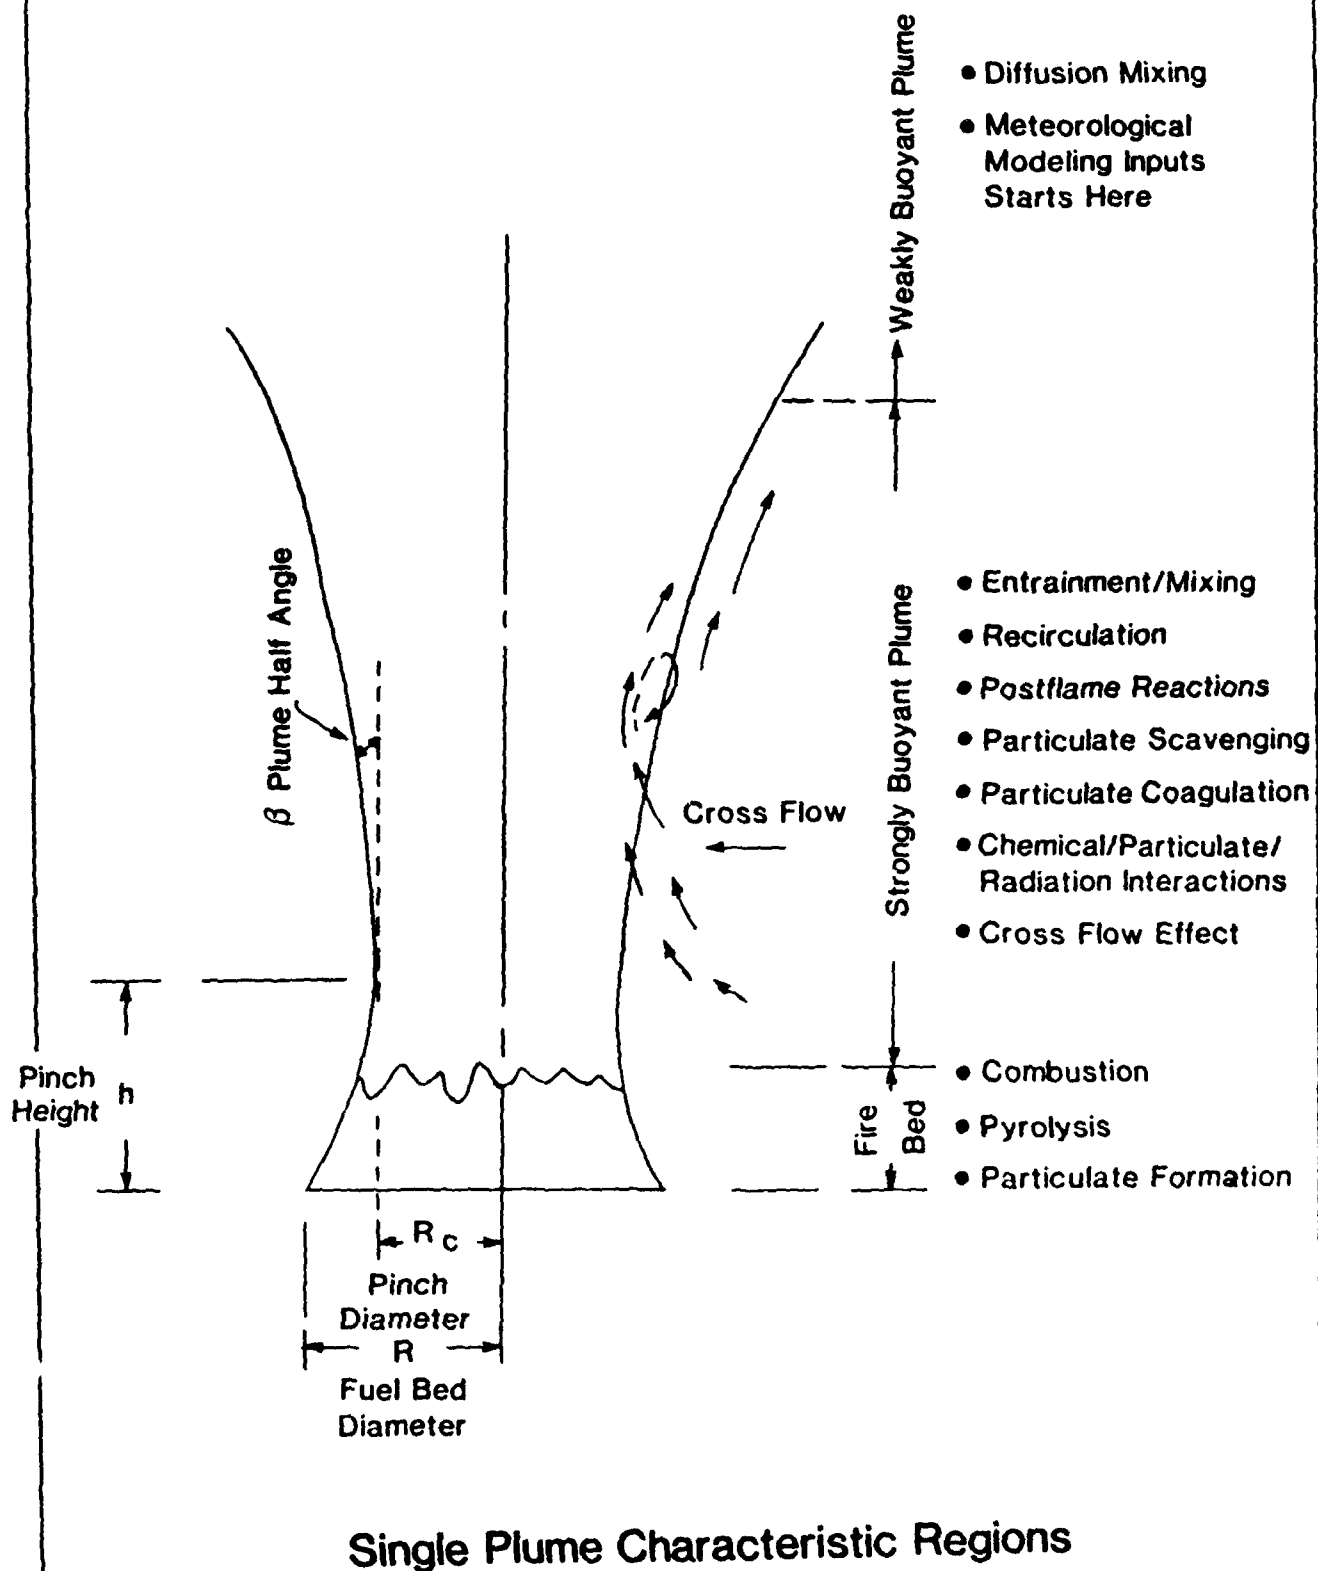 Weakly Buoyant Plume
• Diffusion Mixing
• Meteorological
Modeling Inputs
Starts Here
β Plume Half Angle
Cross Flow
Strongly Buoyant Plume
• Entrainment/Mixing
• Recirculation
• Postflame Reactions
• Particulate Scavenging
• Particulate Coagulation
• Chemical/Particulate/
Radiation Interactions
• Cross Flow Effect
Pinch
Height
h
Fire
Bed
• Combustion
• Pyrolysis
• Particulate Formation
Rc
Pinch
Diameter
R
Fuel Bed
Diameter
Single Plume Characteristic Regions